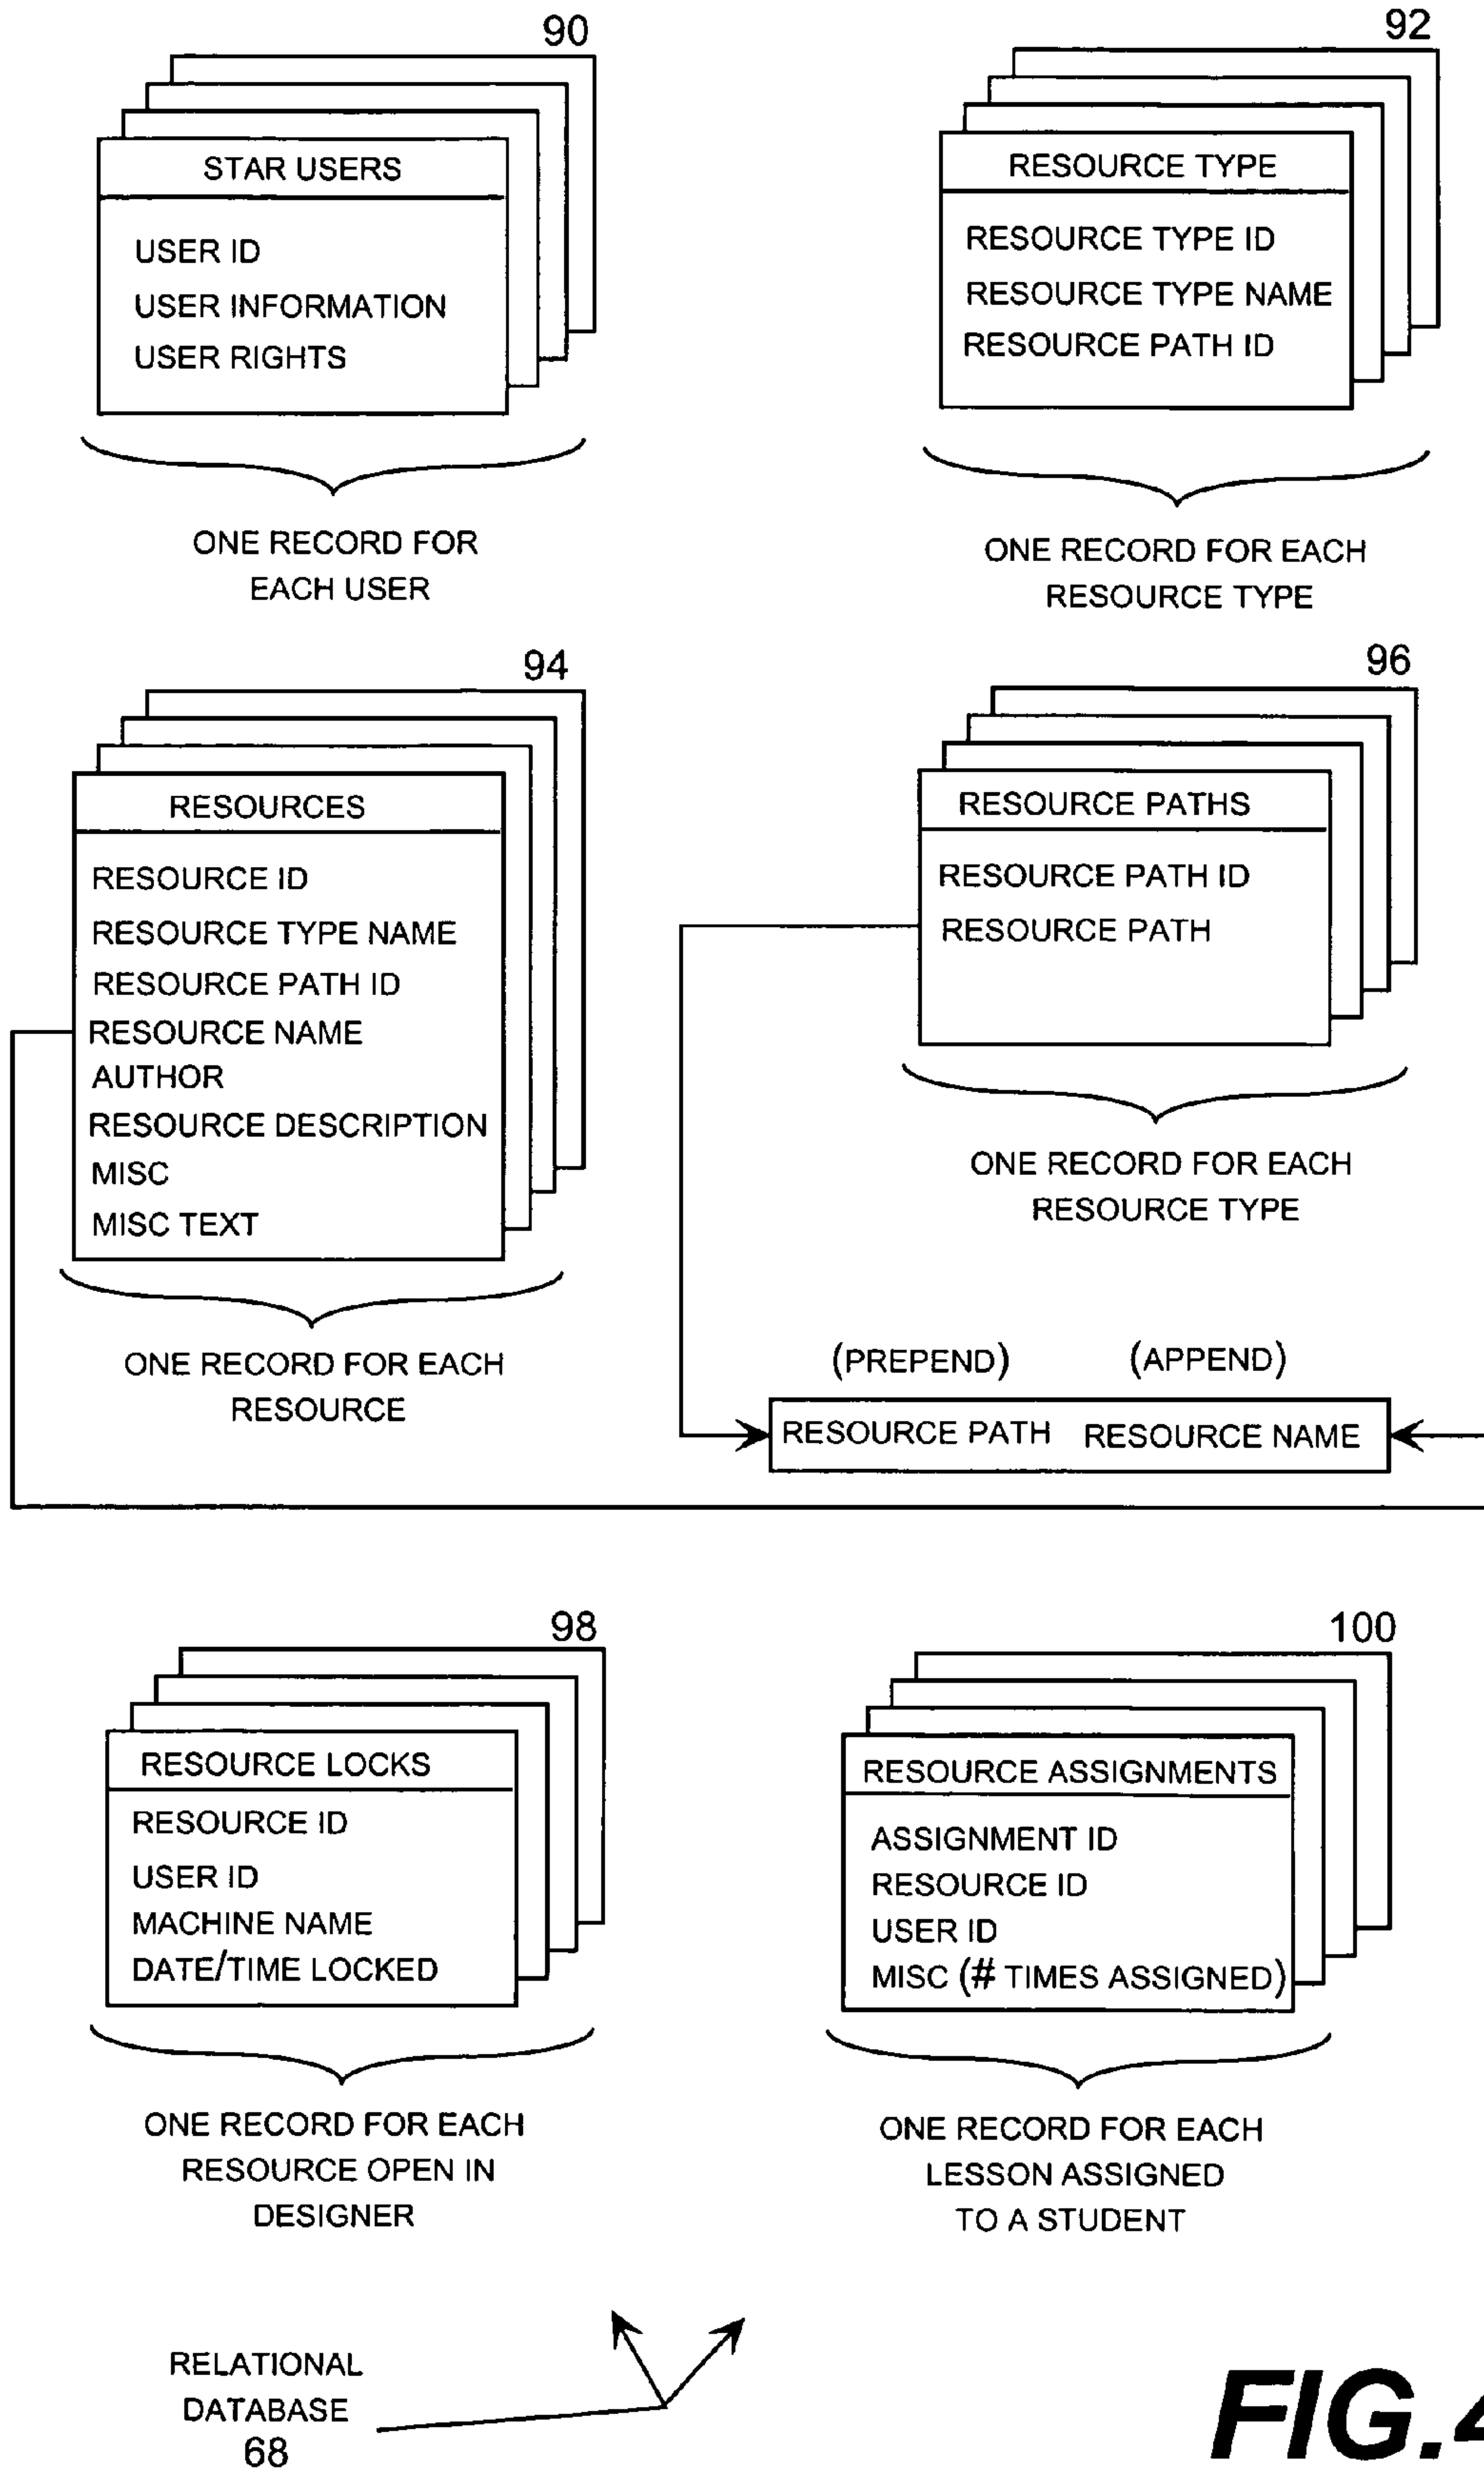 90
STAR USERS
USER ID
USER INFORMATION
USER RIGHTS
ONE RECORD FOR
EACH USER
92
RESOURCE TYPE
RESOURCE TYPE ID
RESOURCE TYPE NAME
RESOURCE PATH ID
ONE RECORD FOR EACH
RESOURCE TYPE
94
RESOURCES
RESOURCE ID
RESOURCE TYPE NAME
RESOURCE PATH ID
RESOURCE NAME
AUTHOR
RESOURCE DESCRIPTION
MISC
MISC TEXT
ONE RECORD FOR EACH
RESOURCE
96
RESOURCE PATHS
RESOURCE PATH ID
RESOURCE PATH
ONE RECORD FOR EACH
RESOURCE TYPE
(PREPEND) (APPEND)
RESOURCE PATH RESOURCE NAME
98
RESOURCE LOCKS
RESOURCE ID
USER ID
MACHINE NAME
DATE/TIME LOCKED
ONE RECORD FOR EACH
RESOURCE OPEN IN
DESIGNER
100
RESOURCE ASSIGNMENTS
ASSIGNMENT ID
RESOURCE ID
USER ID
MISC (# TIMES ASSIGNED)
ONE RECORD FOR EACH
LESSON ASSIGNED
TO A STUDENT
RELATIONAL
DATABASE
68
FIG.4